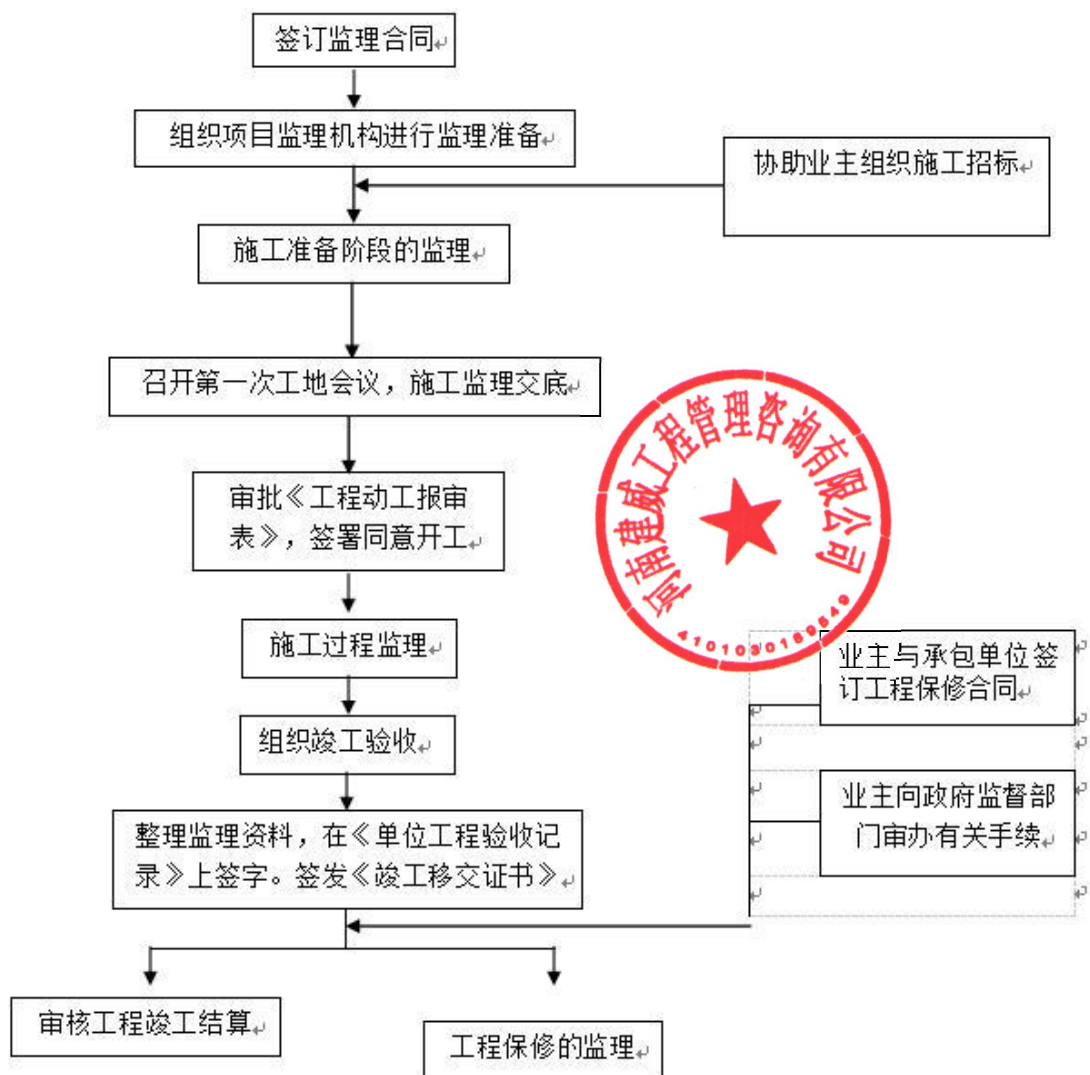 签订监理合同
组织项目监理机构进行监理准备
协助业主组织施工招标
施工准备阶段的监理
召开第一次工地会议，施工监理交底
审批《工程动工报审
表》，签署同意开工
河南建威工程管理咨询有限公司
4101030189549
施工过程监理
业主与承包单位签
订工程保修合同
组织竣工验收
业主向政府监督部
门审办有关手续
整理监理资料，在《单位工程验收记
录》上签字。签发《竣工移交证书》
审核工程竣工结算
工程保修的监理